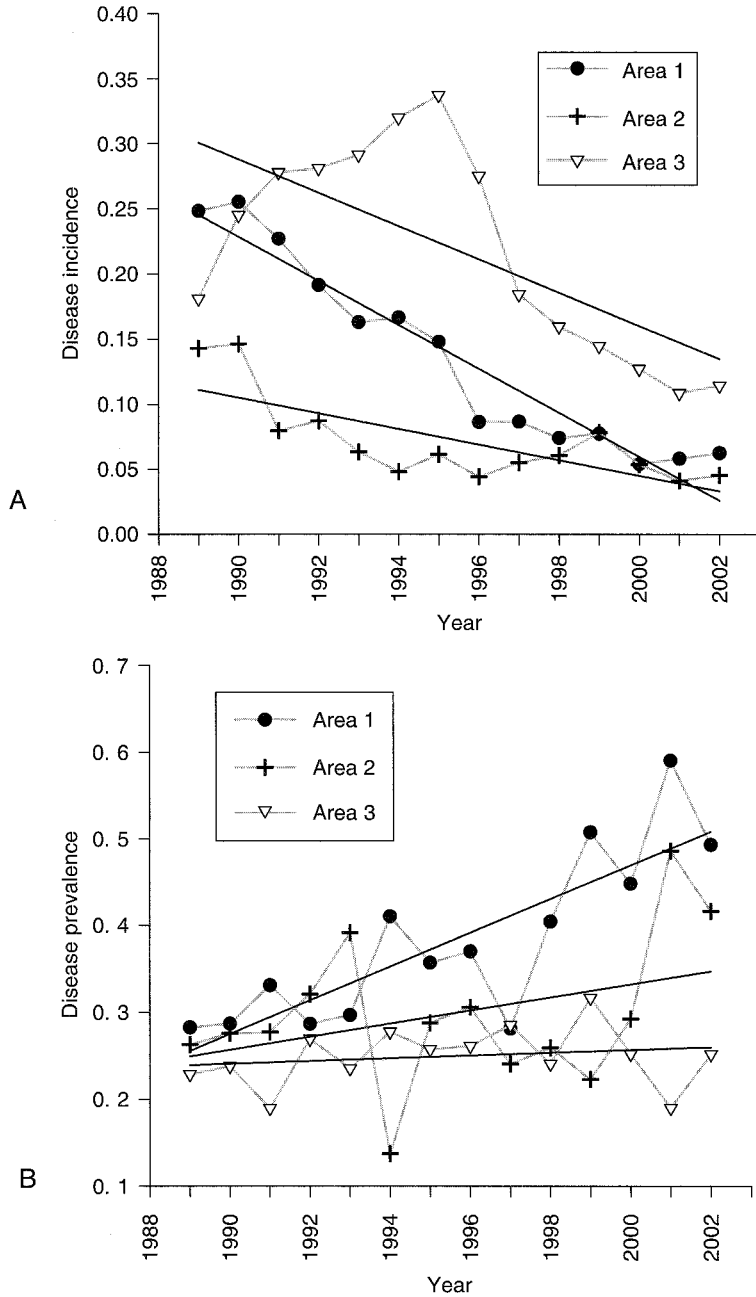 0.40
0.35
0.30
0.25
0.20
0.15
0.10
0.05
0.00
Disease incidence
Area 1
Area 2
Area 3
A
1988
1990
1992
1994
1996
1998
2000
2002
Year
0. 7
0. 6
0. 5
0. 4
0. 3
0. 2
0. 1
Disease prevalence
Area 1
Area 2
Area 3
B
1988
1990
1992
1994
1996
1998
2000
2002
Year